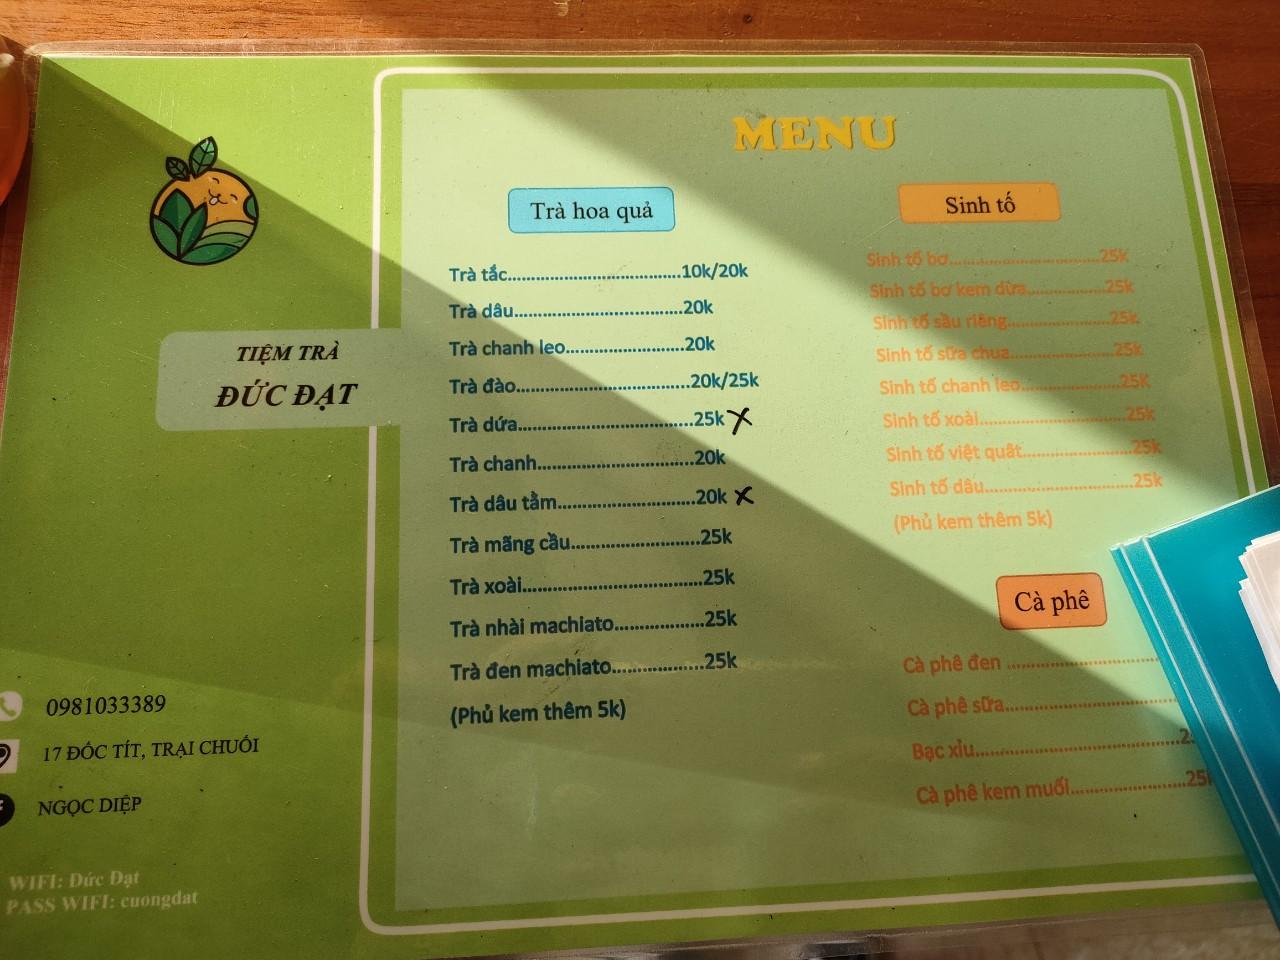 MENU
TIỆM TRÀ
ĐỨC ĐẠT
0981033389
17 ĐỐC TÍT, TRẠI CHUỐI
NGỌC DIỆP
WIFI: Đức Đạt
PASS WIFI: cuongdat
Trà hoa quả
Trà tắc....................................10k/20k
Trà dâu....................................20k
Trà chanh leo.........................20k
Trà đào....................................20k/25k
Trà dứa....................................25k X
Trà chanh.................................20k
Trà dâu tằm.............................20k X
Trà mãng cầu...........................25k
Trà xoài.....................................25k
Trà nhài machiato...................25k
Trà đen machiato...................25k
(Phủ kem thêm 5k)
Sinh tố
Sinh tố bơ...............................25k
Sinh tố bơ kem dừa................25k
Sinh tố sầu riêng.....................25k
Sinh tố sữa chua.....................25k
Sinh tố chanh leo....................25K
Sinh tố xoài..............................25k
Sinh tố việt quất......................25k
Sinh tố dâu..............................25k
(Phủ kem thêm 5k)
Cà phê
Cà phê đen ...........................
Cà phê sữa..............................
Bạc xỉu....................................
Cà phê kem muối....................25k